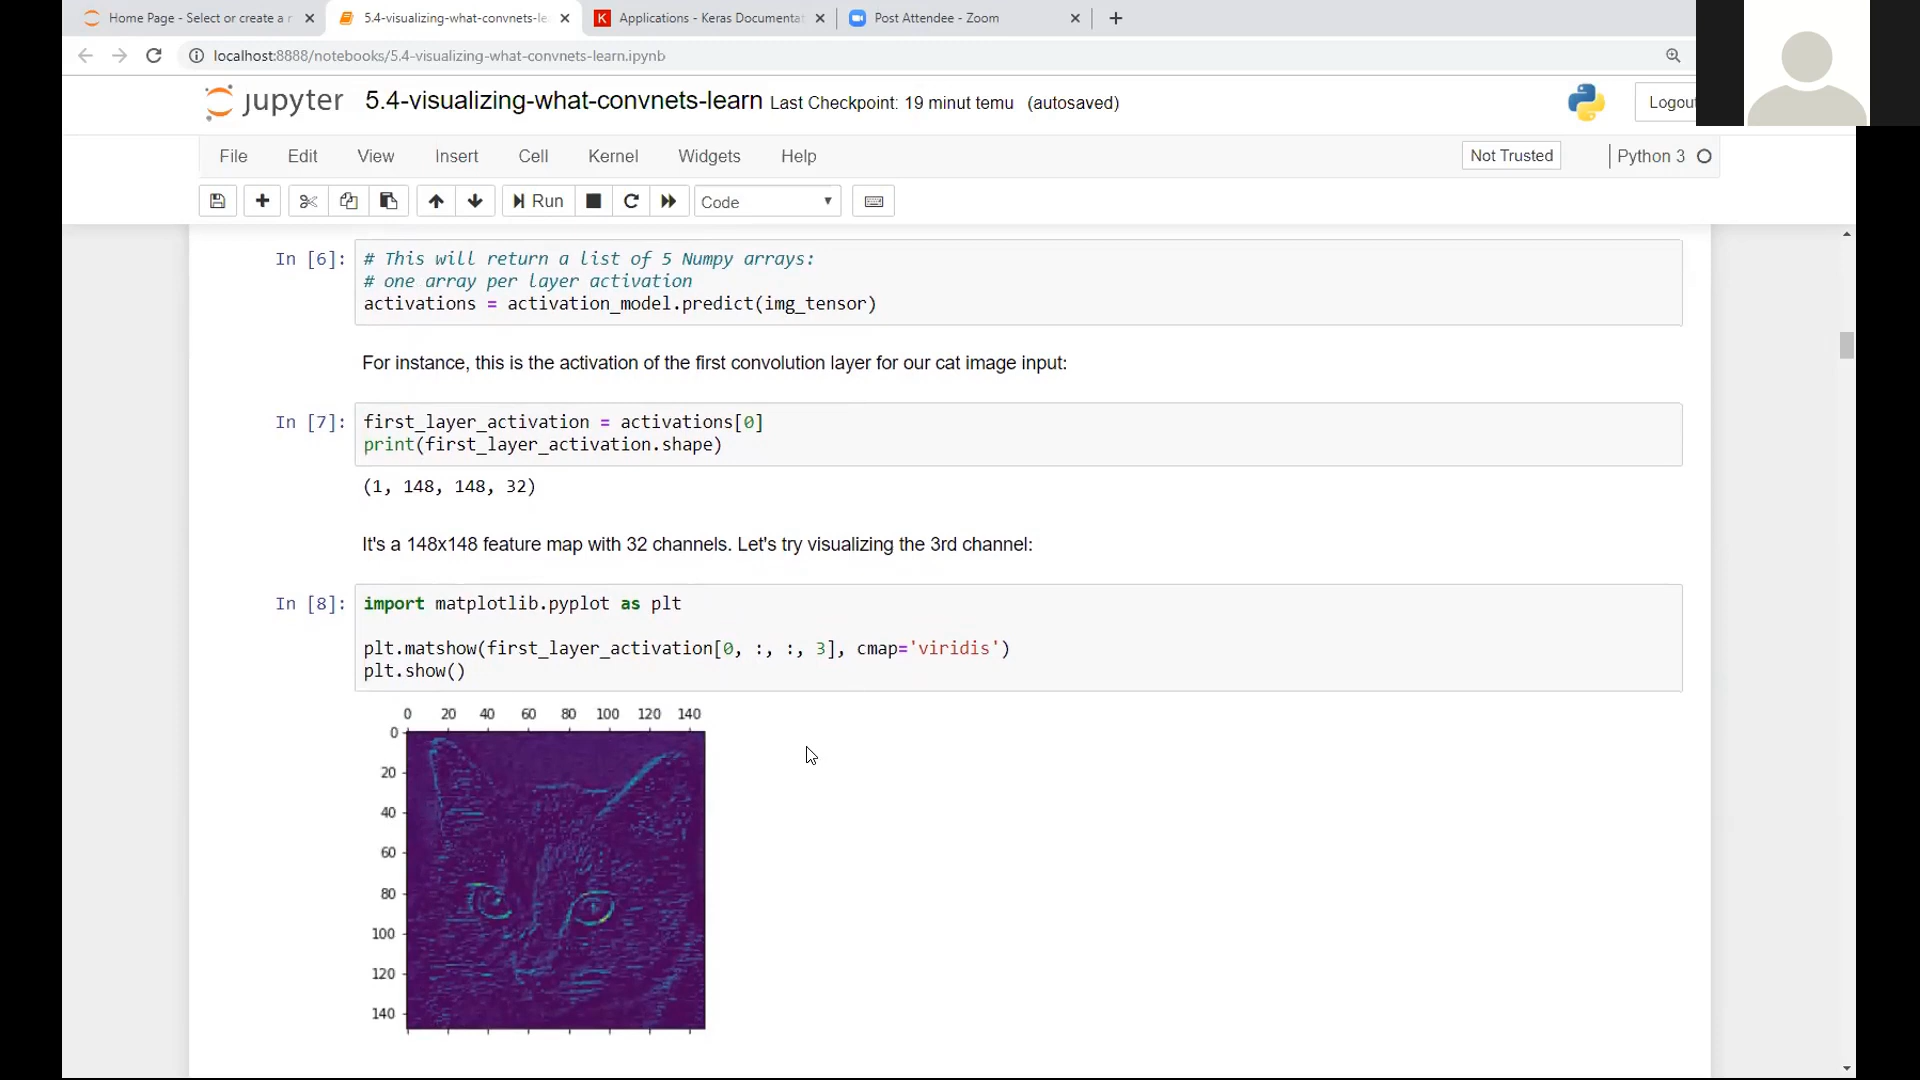 Home Page - Select or create a n
5.4-visualizing-what-convnets-le
Applications - Keras Documentat
Post Attendee - Zoom
localhost:8888/notebooks/5.4-visualizing-what-convnets-learn.ipynb
jupyter 5.4-visualizing-what-convnets-learn Last Checkpoint: 19 minut temu (autosaved)
Logout
File Edit View Insert Cell Kernel Widgets Help Not Trusted Python 3
Run Code
In [6]: # This will return a list of 5 Numpy arrays:
# one array per layer activation
activations = activation_model.predict(img_tensor)
For instance, this is the activation of the first convolution layer for our cat image input:
In [7]: first_layer_activation = activations[0]
print(first_layer_activation.shape)
(1, 148, 148, 32)
It's a 148x148 feature map with 32 channels. Let's try visualizing the 3rd channel:
In [8]: import matplotlib.pyplot as plt
plt.matshow(first_layer_activation[0, :, :, 3], cmap='viridis')
plt.show()
0 20 40 60 80 100 120 140
0
20
40
60
80
100
120
140